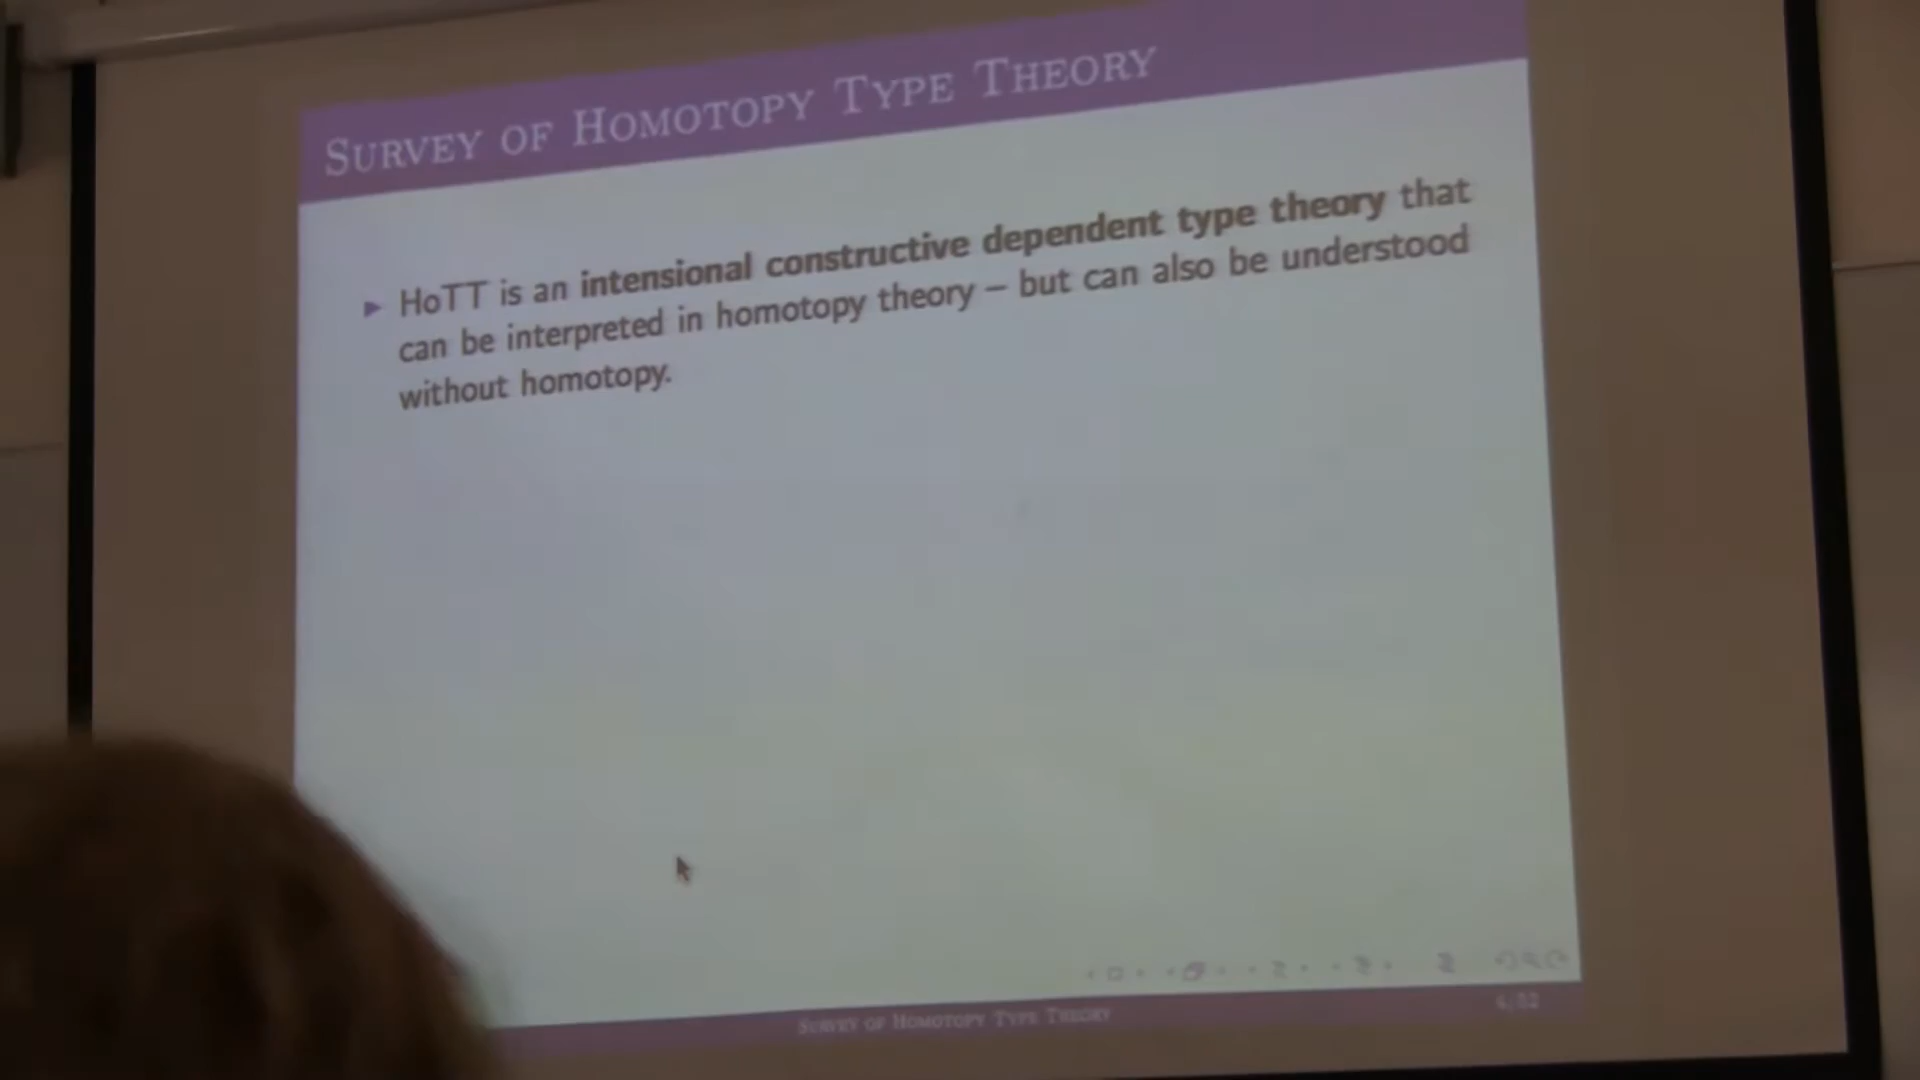 SURVEY OF HOMOTOPY TYPE THEORY
▶ HoTT is an intensional constructive dependent type theory that
can be interpreted in homotopy theory – but can also be understood
without homotopy.
SURVEY OF HOMOTOPY TYPE THEORY